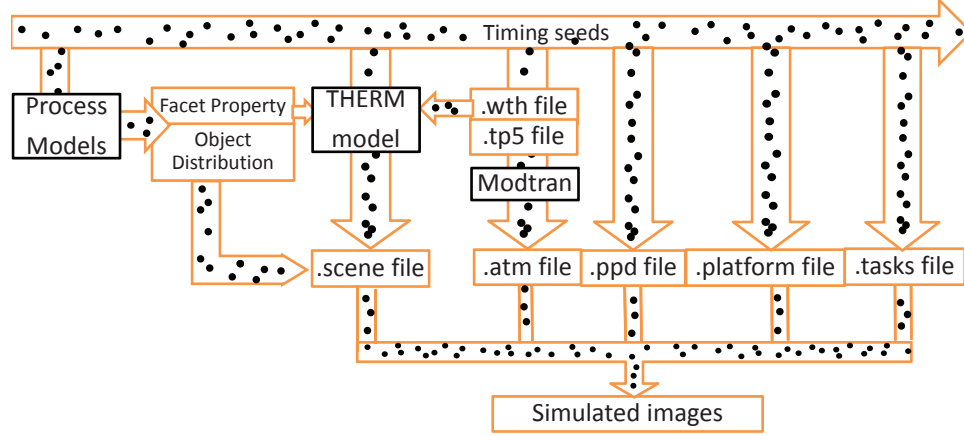 Timing seeds
Process
Models
Facet Property
Object
Distribution
THERM
model
.wth file
.tp5 file
Modtran
.scene file
.atm file
.ppd file
.platform file
.tasks file
Simulated images